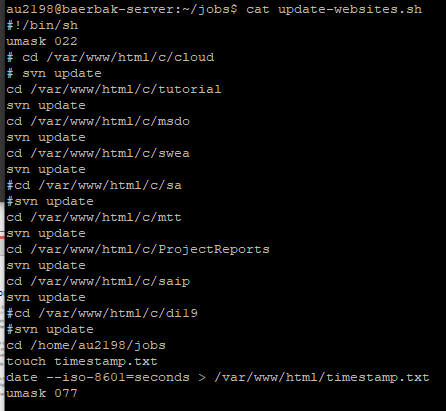 au2198@baerbak-server:~/jobs$ cat update-websites.sh
#!/bin/sh
umask 022
# cd /var/www/html/c/cloud
# svn update
cd /var/www/html/c/tutorial
svn update
cd /var/www/html/c/msdo
svn update
cd /var/www/html/c/swea
svn update
#cd /var/www/html/c/sa
#svn update
cd /var/www/html/c/mtt
svn update
cd /var/www/html/c/ProjectReports
svn update
cd /var/www/html/c/saip
svn update
#cd /var/www/html/c/di19
#svn update
cd /home/au2198/jobs
touch timestamp.txt
date --iso-8601=seconds > /var/www/html/timestamp.txt
umask 077